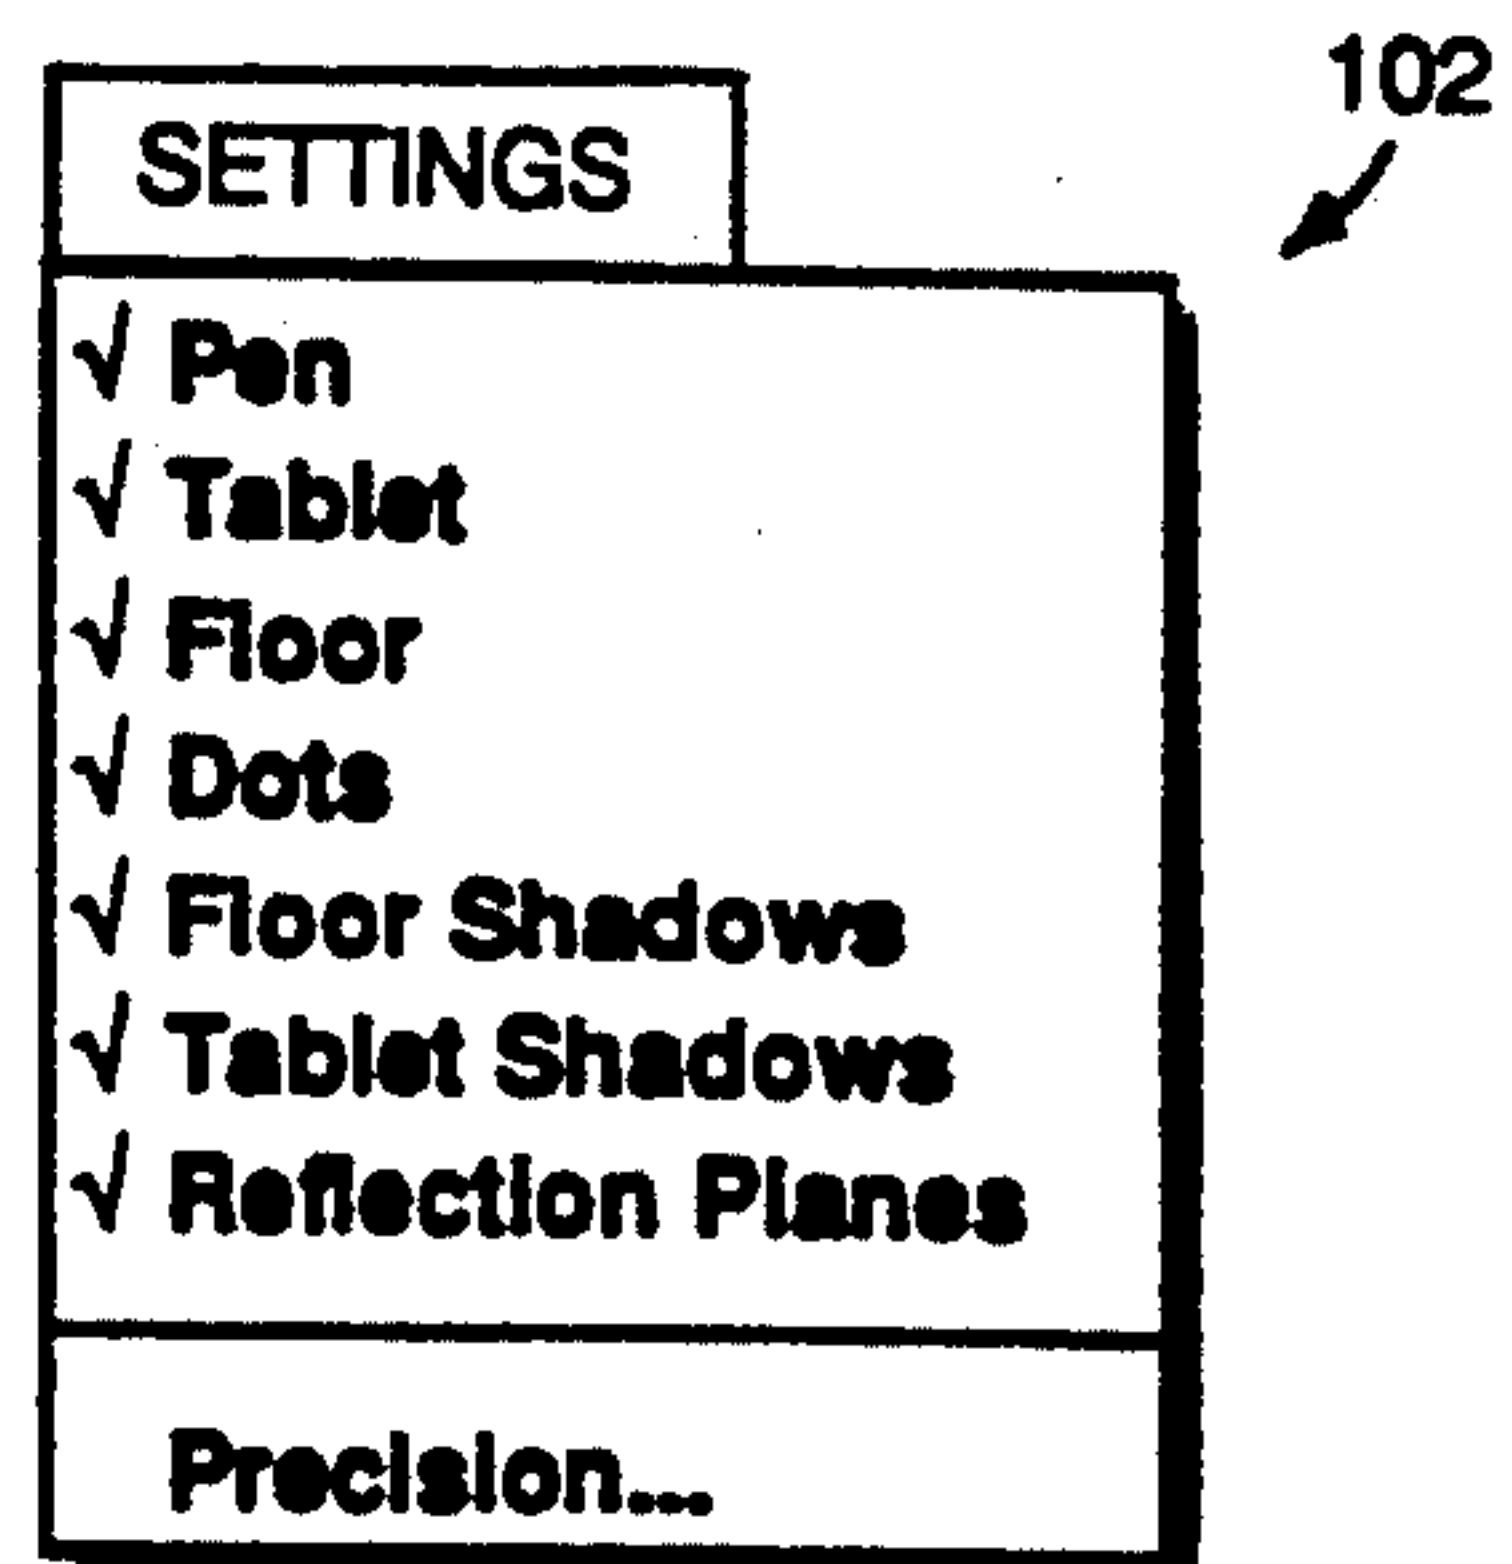 102
SETTINGS
√ Pen
√ Tablet
√ Floor
√ Dots
√ Floor Shadows
√ Tablet Shadows
√ Reflection Planes
Precision...